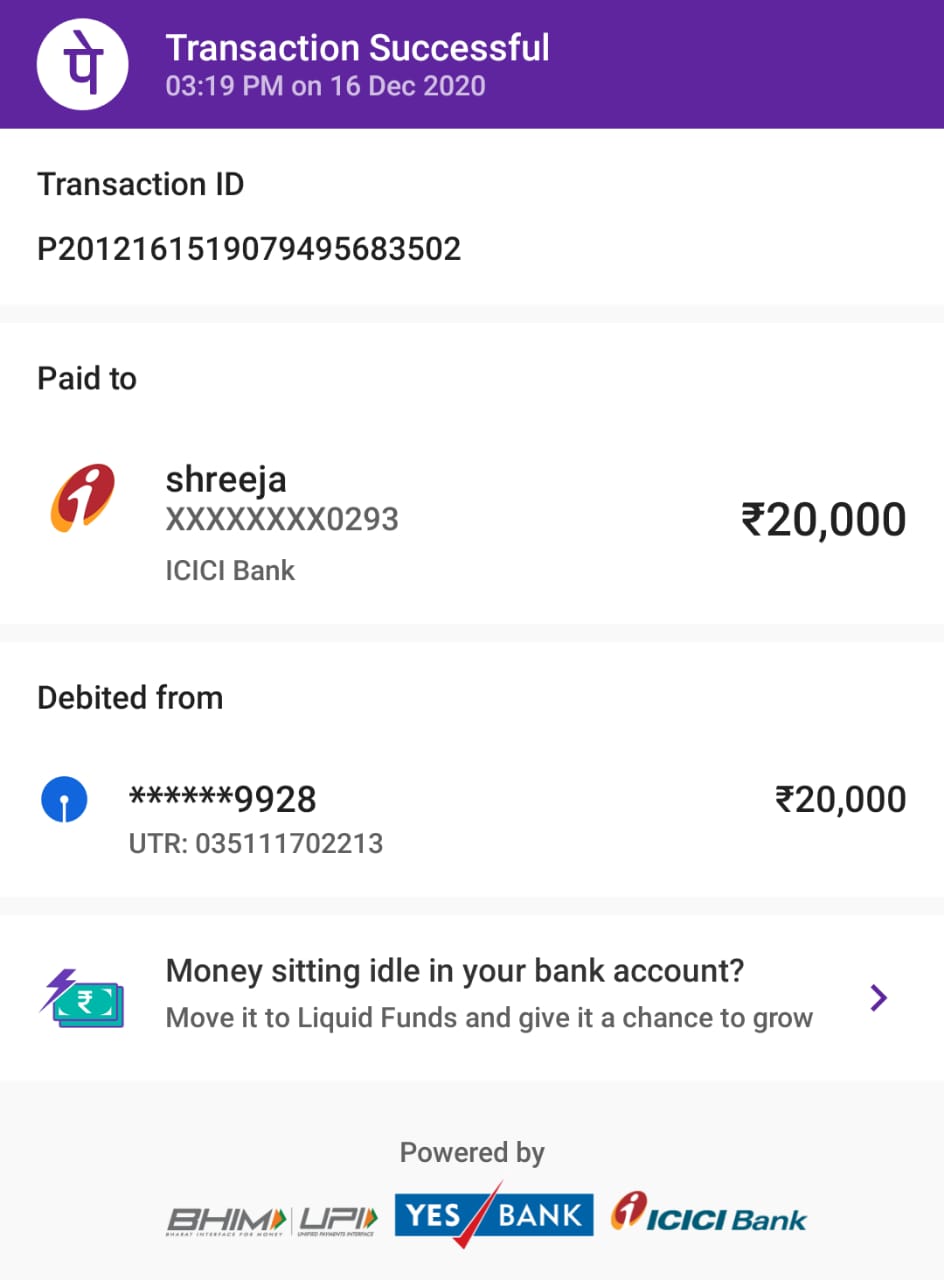 पे
Transaction Successful
03:19 PM on 16 Dec 2020
Transaction ID
P2012161519079495683502
Paid to
shreeja
XXXXXXXX0293
₹20,000
ICICI Bank
Debited from
******9928
₹20,000
UTR: 035111702213
Money sitting idle in your bank account?
₹
Move it to Liquid Funds and give it a chance to grow
Powered by
BHIM UPI YES BANK ICICI Bank
BHARAT INTERFACE FOR MONEY UNIFIED PAYMENTS INTERFACE